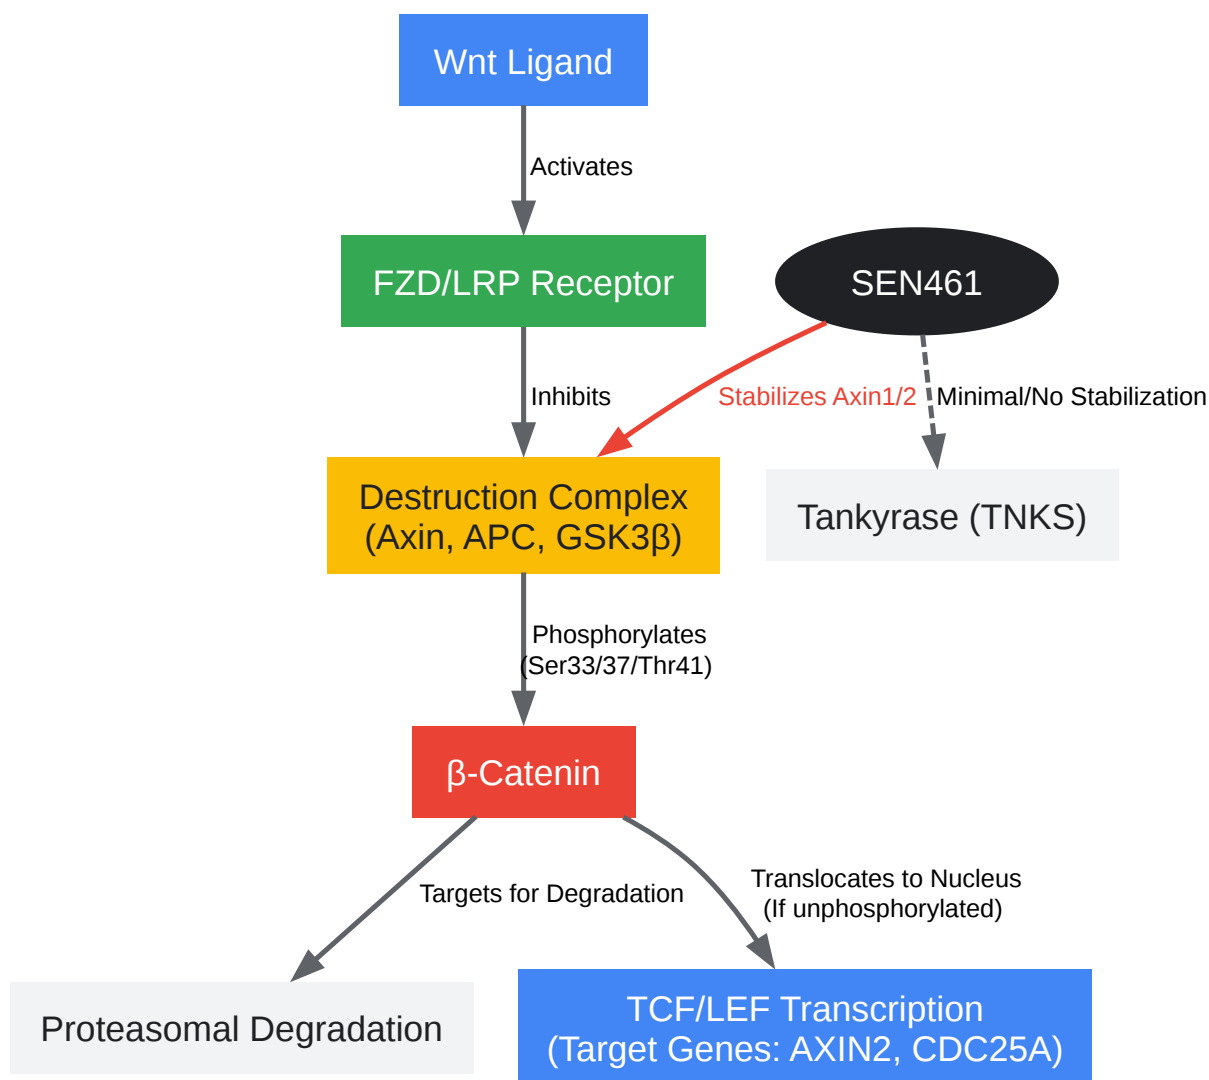 Wnt Ligand
Activates
FZD/LRP Receptor
SEN461
Inhibits
Stabilizes Axin1/2
Minimal/No Stabilization
Destruction Complex
(Axin, APC, GSK3β)
Tankyrase (TNKS)
Phosphorylates
(Ser33/37/Thr41)
β-Catenin
Targets for Degradation
Translocates to Nucleus
(If unphosphorylated)
Proteasomal Degradation
TCF/LEF Transcription
(Target Genes: AXIN2, CDC25A)